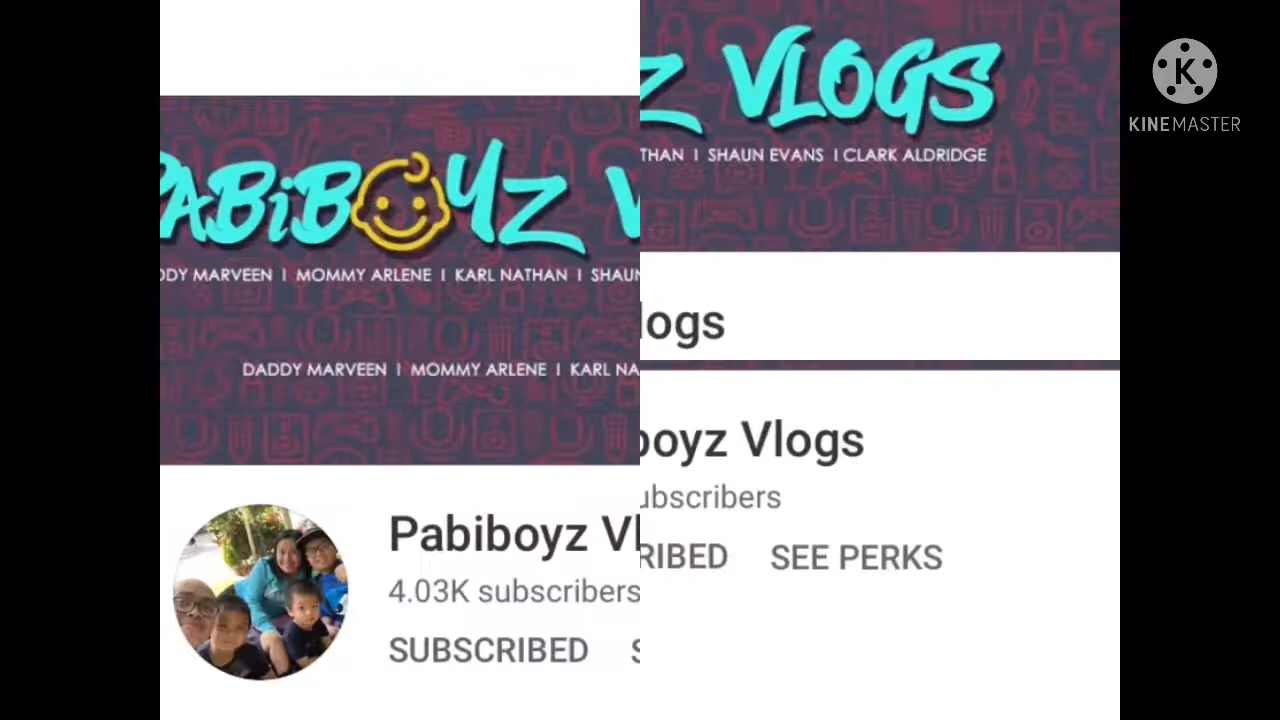 PABiBOYZ V
DDY MARVEEN I MOMMY ARLENE I KARL NATHAN I SHAUN
DADDY MARVEEN I MOMMY ARLENE I KARL NA
Pabiboyz Vl
4.03K subscribers
SUBSCRIBED S
Z VLOGS
THAN I SHAUN EVANS I CLARK ALDRIDGE
logs
boyz Vlogs
ubscribers
RIBED SEE PERKS
K
KINEMASTER